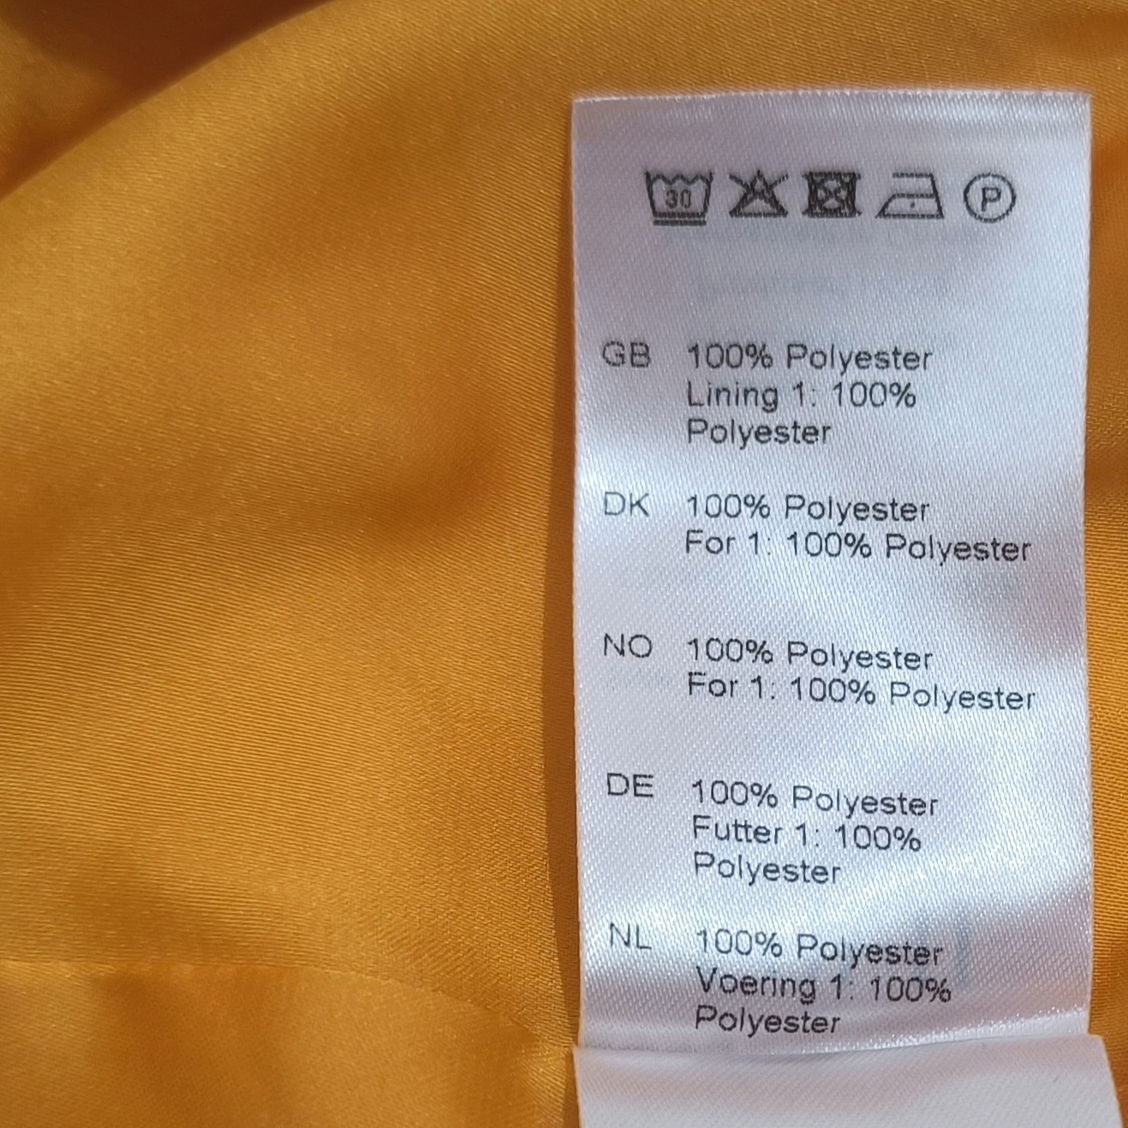 30 P
GB 100% Polyester
Lining 1: 100%
Polyester
DK 100% Polyester
For 1: 100% Polyester
NO 100% Polyester
For 1: 100% Polyester
DE 100% Polyester
Futter 1: 100%
Polyester
NL 100% Polyester
Voering 1: 100%
Polyester